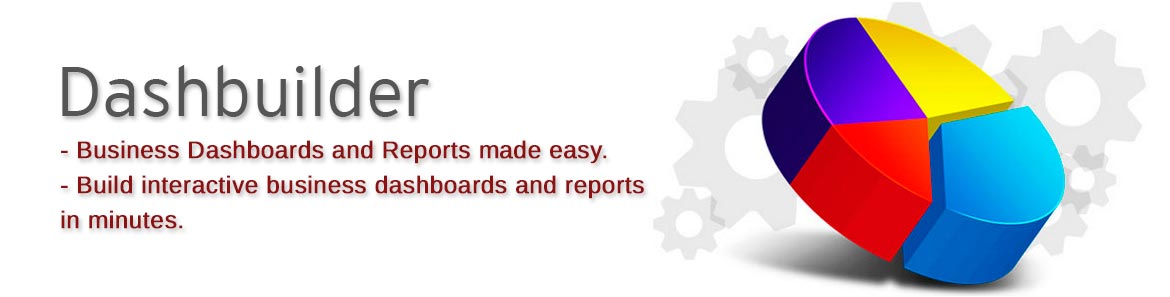 Dashbuilder
- Business Dashboards and Reports made easy.
- Build interactive business dashboards and reports
in minutes.